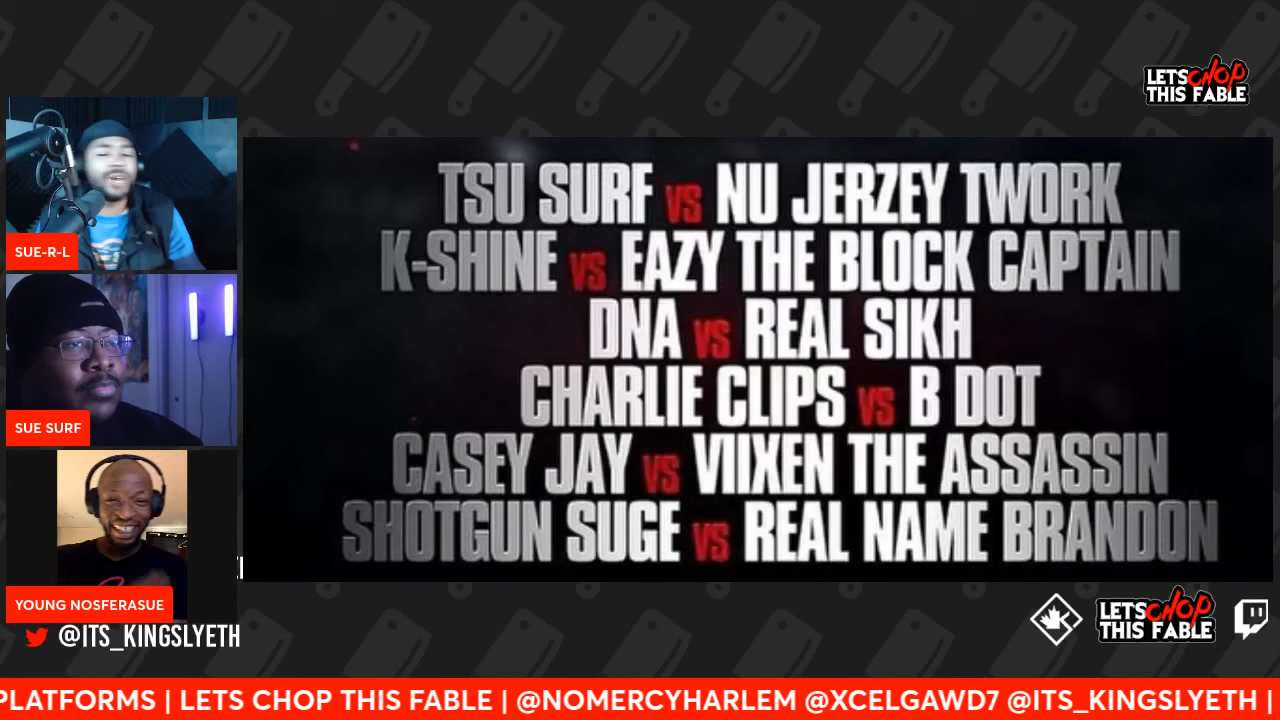 LETS CHOP
THIS FABLE
TSU SURF VS NU JERZEY TWORK
K-SHINE VS EAZY THE BLOCK CAPTAIN
DNA VS REAL SIKH
CHARLIE CLIPS VS B DOT
CASEY JAY VS VIIXEN THE ASSASSIN
SHOTGUN SUGE VS REAL NAME BRANDON
SUE-R-L
SUE SURF
YOUNG NOSFERASUE
@ITS_KINGSLYETH
LETS CHOP
THIS FABLE
PLATFORMS | LETS CHOP THIS FABLE | @NOMERCYHARLEM @XCELGAWD7 @ITS_KINGSLYETH |